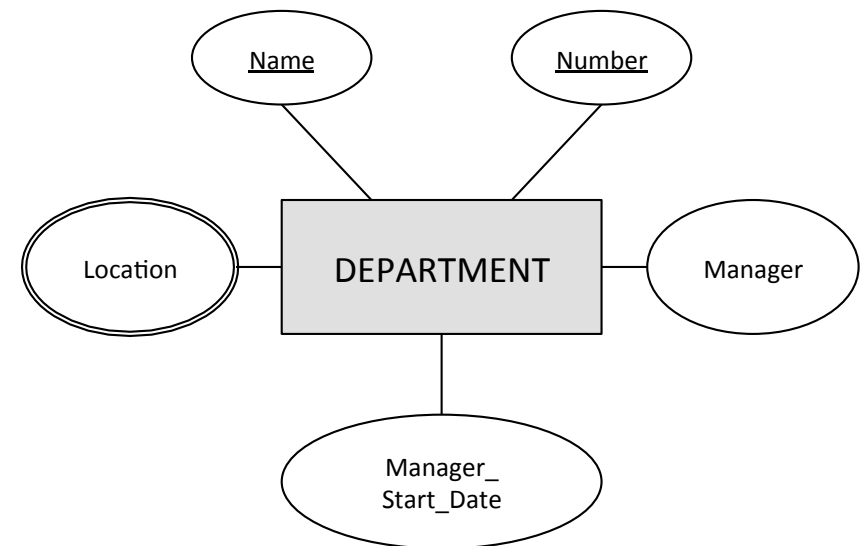 Name
Number
Location
DEPARTMENT
Manager
Manager_
Start_Date